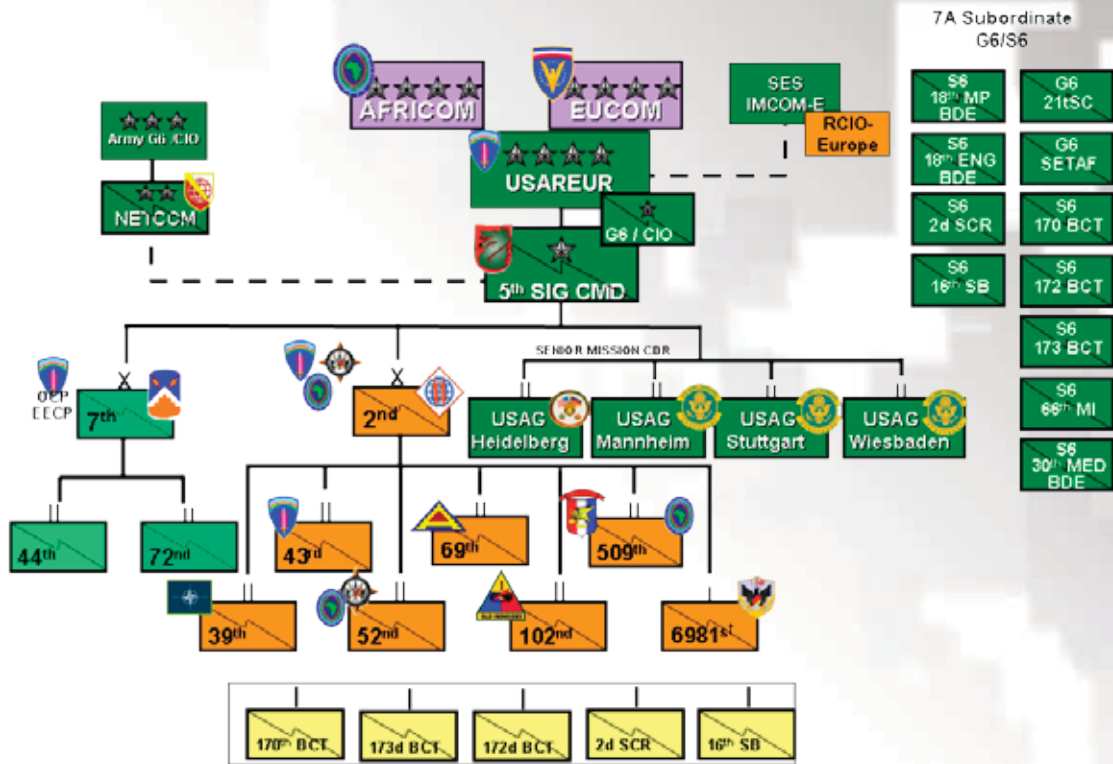 7A Subordinate
G6/S6
AFRICOM
EUCOM
SES
IMCOM-E
RCIO-
Europe
Army G6 /CIO
NETCCM
USAREUR
G6 / CIO
5th SIG CMD
S6
18th MP
BDE
G6
21tSC
S6
18th ENG
BDE
G6
SETAF
S6
2d SCR
S6
170 BCT
S6
16th SB
S6
172 BCT
S6
173 BCT
S6
66th MI
S6
30th MED
BDE
SENIOR MISSION CDR
OCP
EECP
X
7th
X
2nd
USAG
Heidelberg
USAG
Mannheim
USAG
Stuttgart
USAG
Wiesbaden
44th
72nd
43rd
69th
509th
39th
52nd
102nd
6981st
170th BCT
173d BCT
172d BCT
2d SCR
16th SB